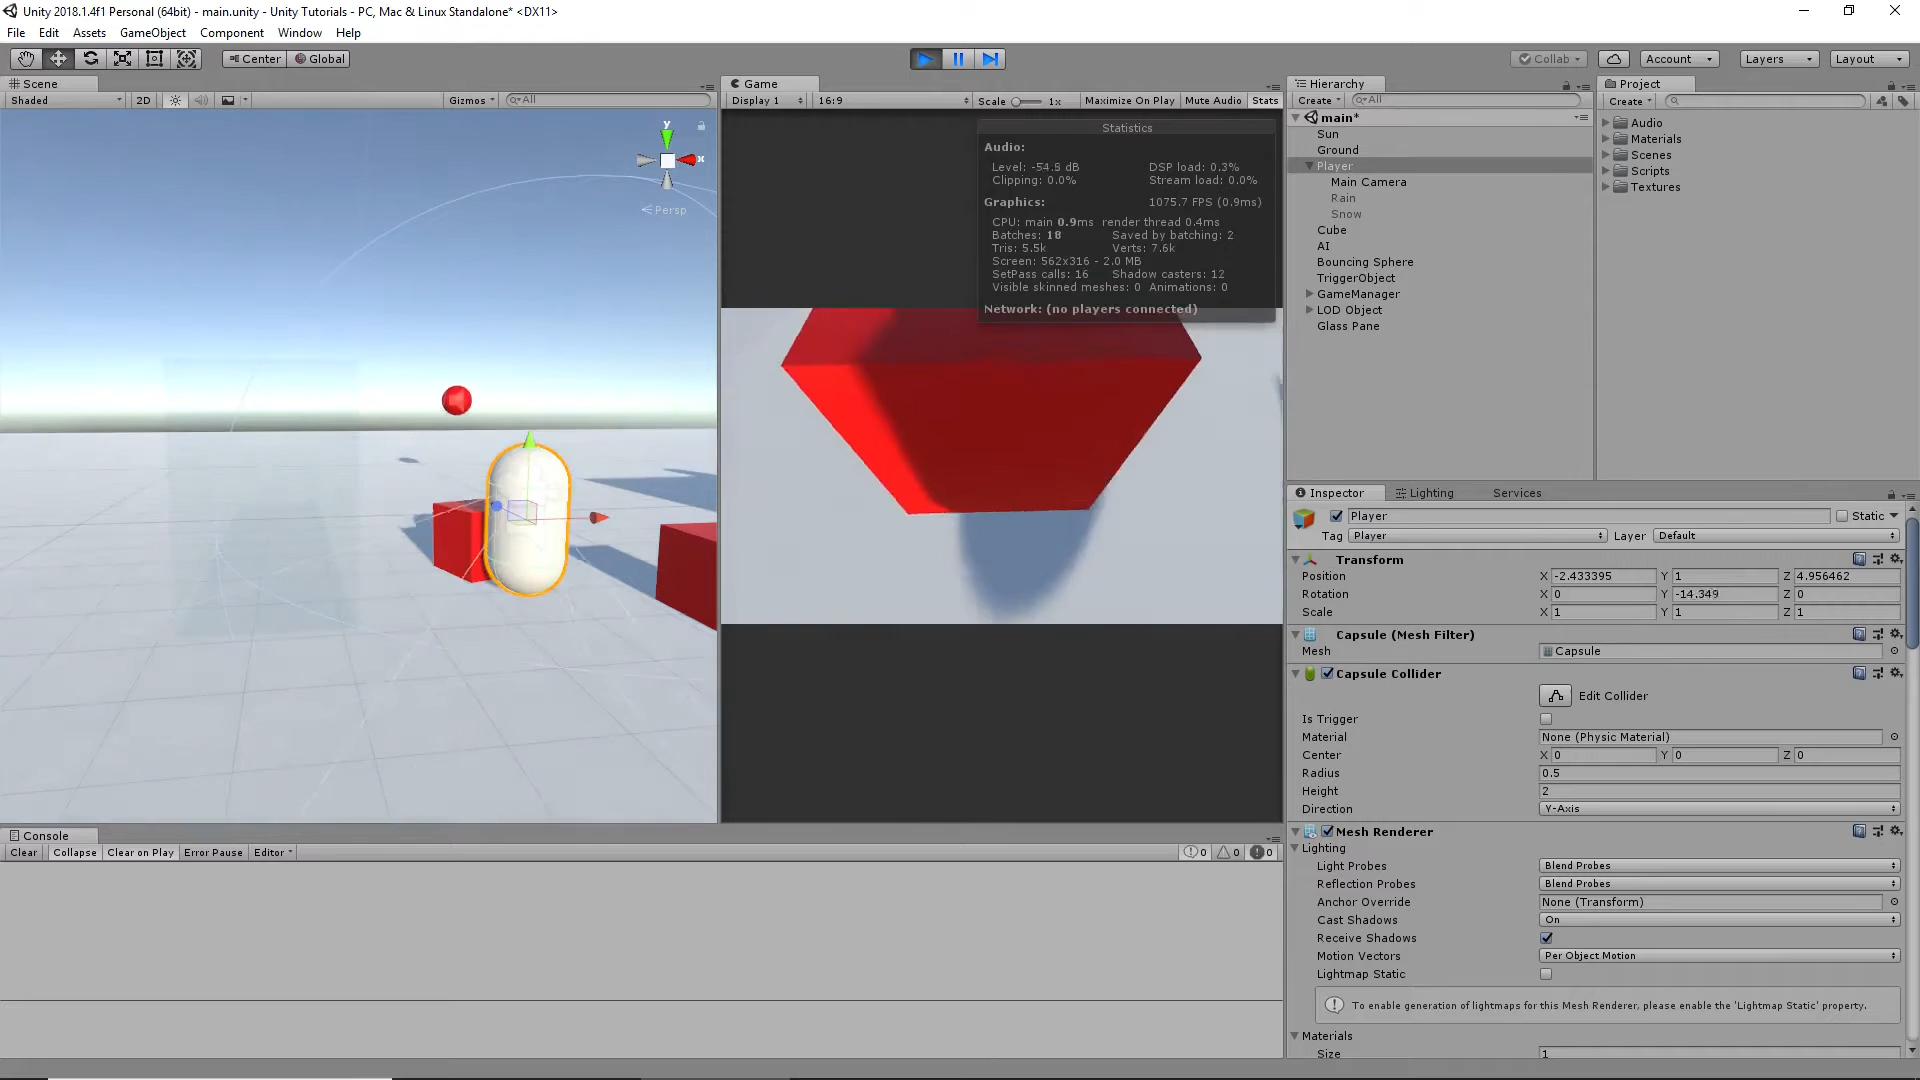 Unity 2018.1.4f1 Personal (64bit) - main.unity - Unity Tutorials - PC, Mac & Linux Standalone* <DX11>
File Edit Assets GameObject Component Window Help
Center Global
Collab Account Layers Layout
Scene
Shaded 2D Gizmos All
y
x
Persp
Game
Display 1 16:9 Scale 1x Maximize On Play Mute Audio Stats
Statistics
Audio:
Level: -54.8 dB DSP load: 0.3%
Clipping: 0.0% Stream load: 0.0%
Graphics: 1075.7 FPS (0.9ms)
CPU: main 0.9ms render thread 0.4ms
Batches: 18 Saved by batching: 2
Tris: 5.5k Verts: 7.6k
Screen: 562x316 - 2.0 MB
SetPass calls: 16 Shadow casters: 12
Visible skinned meshes: 0 Animations: 0
Network: (no players connected)
Hierarchy
Create All
main*
Sun
Ground
Player
Main Camera
Rain
Snow
Cube
AI
Bouncing Sphere
TriggerObject
GameManager
LOD Object
Glass Pane
Project
Create
Audio
Materials
Scenes
Scripts
Textures
Console
Clear Collapse Clear on Play Error Pause Editor 0 0 0
Inspector Lighting Services
Player Static
Tag Player Layer Default
Transform
Position X -2.433395 Y 1 Z 4.956462
Rotation X 0 Y -14.349 Z 0
Scale X 1 Y 1 Z 1
Capsule (Mesh Filter)
Mesh Capsule
Capsule Collider
Edit Collider
Is Trigger
Material None (Physic Material)
Center X 0 Y 0 Z 0
Radius 0.5
Height 2
Direction Y-Axis
Mesh Renderer
Lighting
Light Probes Blend Probes
Reflection Probes Blend Probes
Anchor Override None (Transform)
Cast Shadows On
Receive Shadows
Motion Vectors Per Object Motion
Lightmap Static
To enable generation of lightmaps for this Mesh Renderer, please enable the 'Lightmap Static' property.
Materials
Size 1